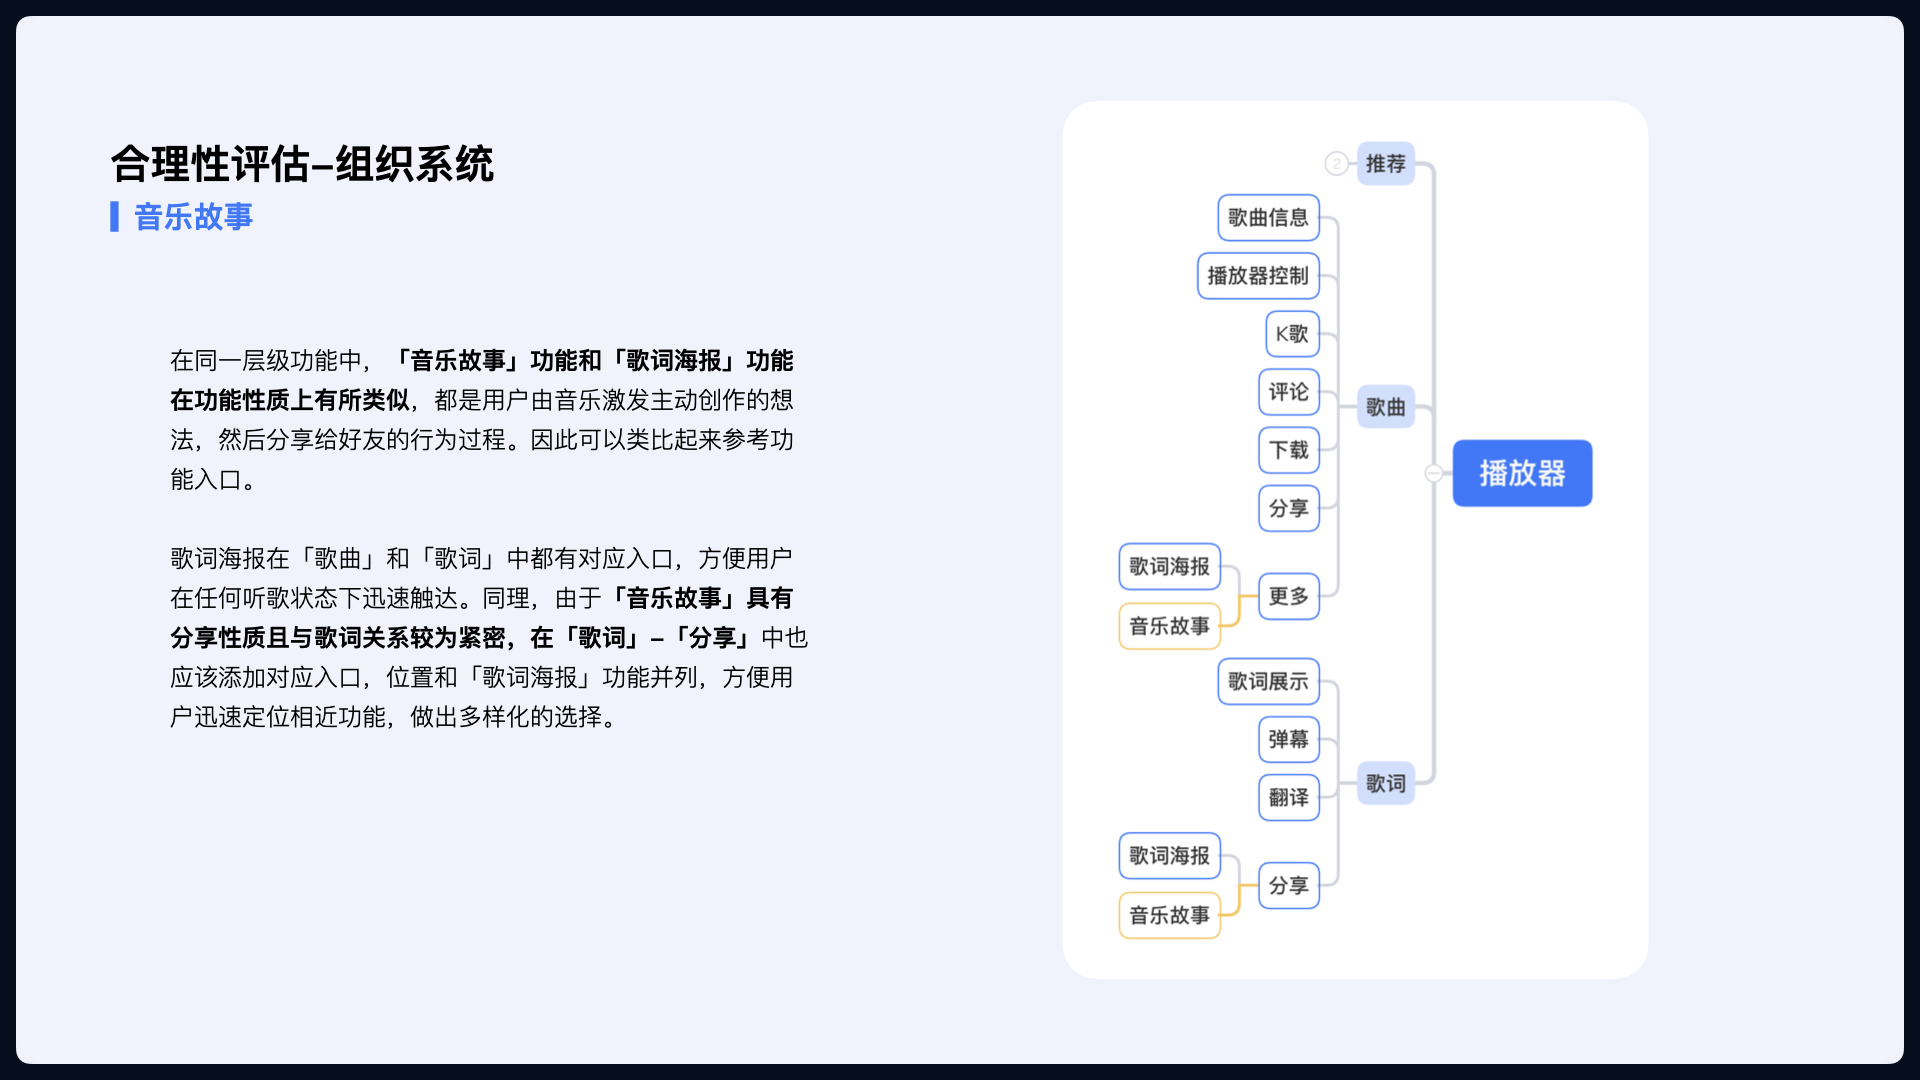 合理性评估–组织系统
音乐故事
在同一层级功能中，「音乐故事」功能和「歌词海报」功能
在功能性质上有所类似，都是用户由音乐激发主动创作的想
法，然后分享给好友的行为过程。因此可以类比起来参考功
能入口。
歌词海报在「歌曲」和「歌词」中都有对应入口，方便用户
在任何听歌状态下迅速触达。同理，由于「音乐故事」具有
分享性质且与歌词关系较为紧密，在「歌词」–「分享」中也
应该添加对应入口，位置和「歌词海报」功能并列，方便用
户迅速定位相近功能，做出多样化的选择。
2
推荐
歌曲信息
播放器控制
K歌
评论
歌曲
下载
播放器
分享
歌词海报
更多
音乐故事
歌词展示
弹幕
歌词
翻译
歌词海报
分享
音乐故事